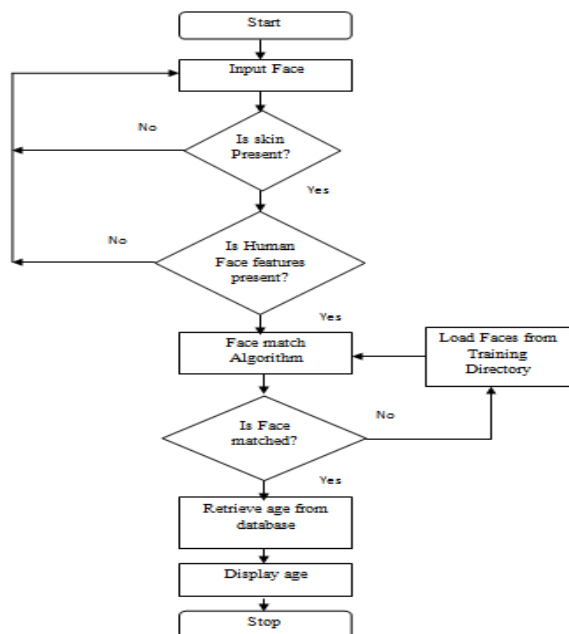 Start
Input Face
No
Is skin
Present?
Yes
No
Is Human
Face features
present?
Yes
Face match
Algorithm
Load Faces from
Training
Directory
No
Is Face
matched?
Yes
Retrieve age from
database
Display age
Stop